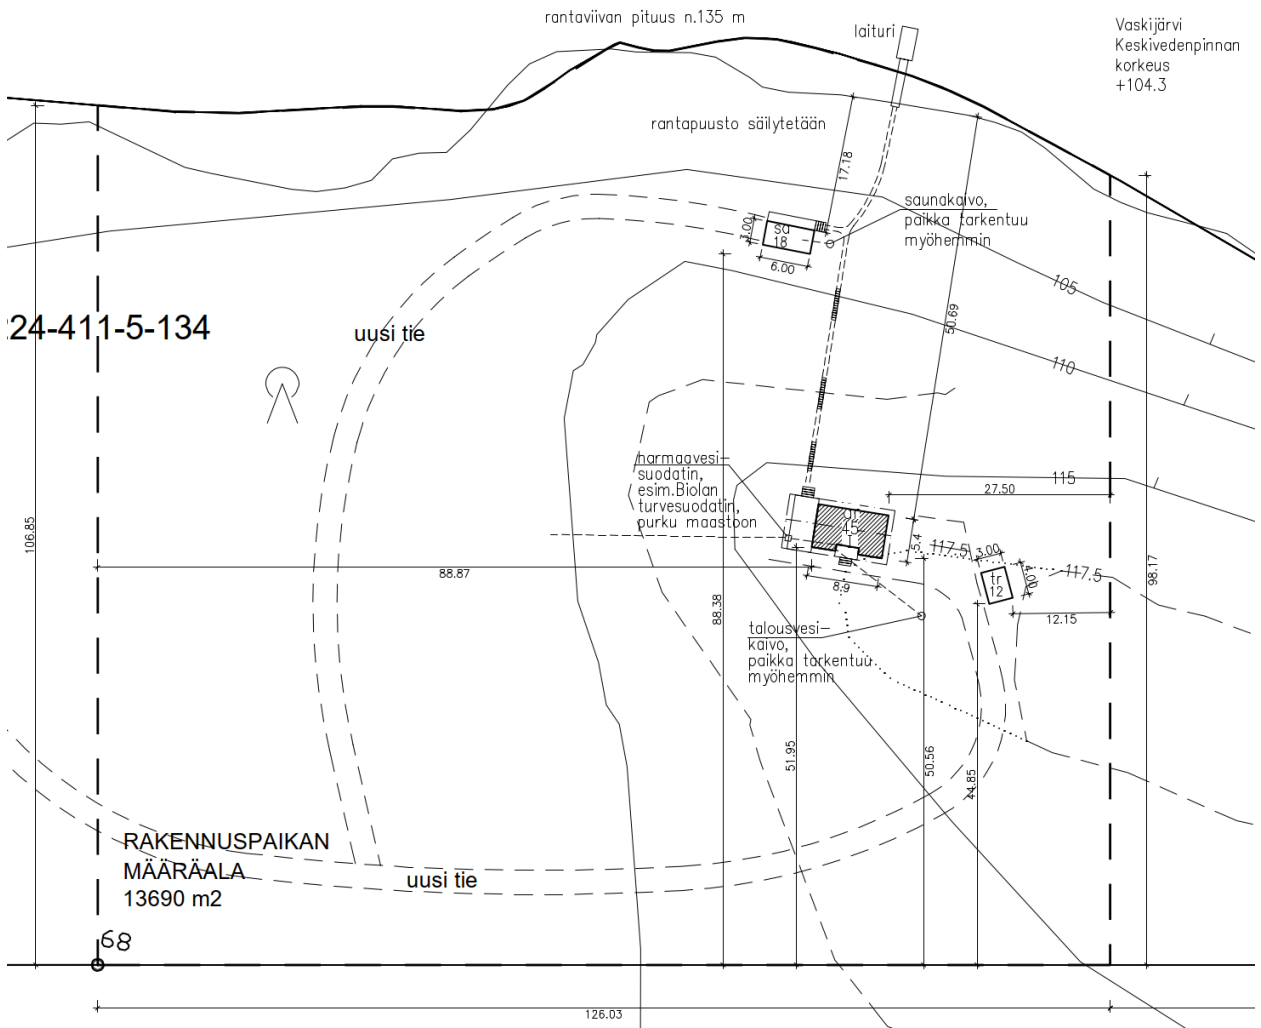 rantaviivan pituus n.135 m
laituri
Vaskijärvi
Keskivedenpinnan
korkeus
+104.3
rantapuusto säilytetään
17.18
saunakaivo,
paikka tarkentuu
myöhemmin
3.00
sa
18
6.00
105
24-411-5-134
uusi tie
50.69
110
harmaavesi-
suodatin,
esim.Biolan
turvesuodatin,
purku maastoon
115
27.50
45
5.4
117.5
3.00
117.5
106.85
88.87
8.9
tr
12
4.00
98.17
88.38
12.15
talousvesi-
kaivo,
paikka tarkentuu
myöhemmin
51.95
50.56
44.85
RAKENNUSPAIKAN
MÄÄRÄALA
13690 m2
uusi tie
68
126.03